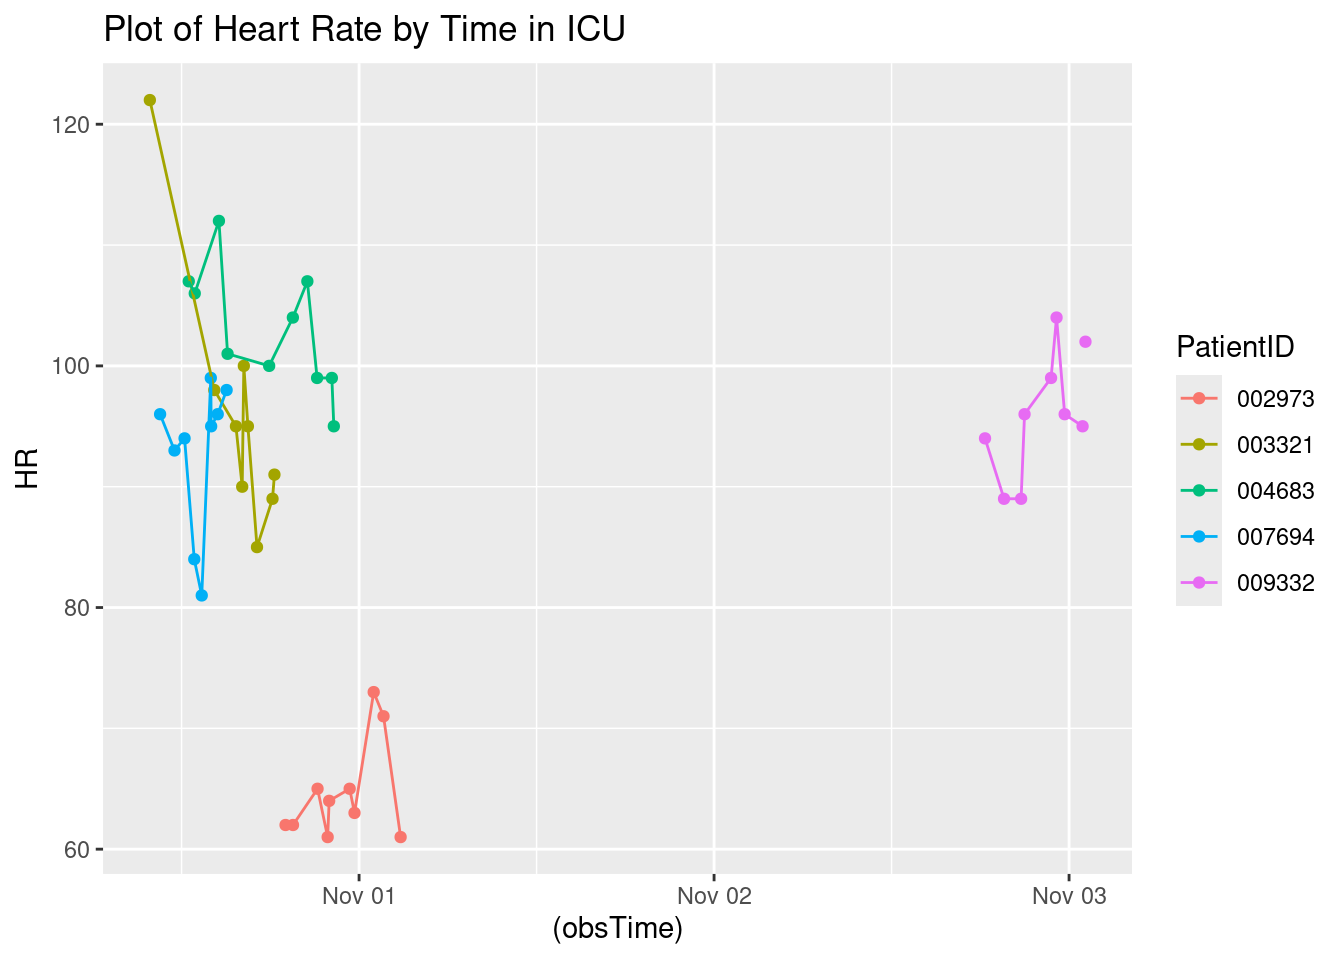 Plot of Heart Rate by Time in ICU
120
100
80
60
HR
Nov 01
Nov 02
Nov 03
(obsTime)
PatientID
002973
003321
004683
007694
009332